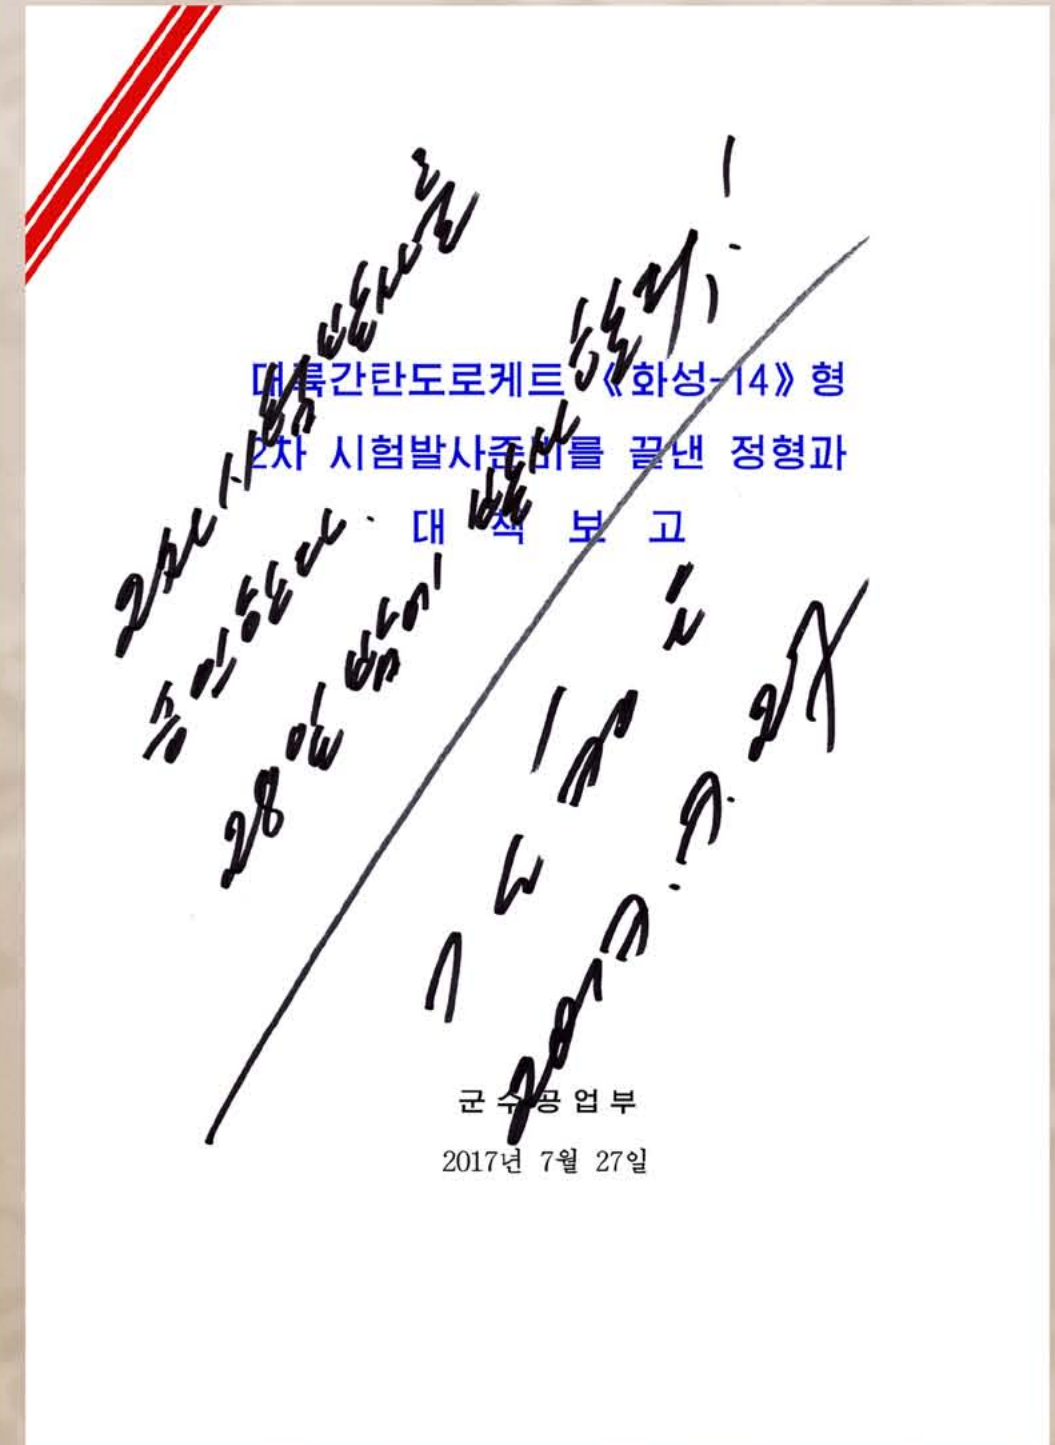 대륙간탄도로케트 《화성-14》형
2차 시험발사준비를 끝낸 정형과
대 책 보 고
2차 시험발사를
승인한다.
28일 밤에 발사
김 정 은
2017. 7. 27
군수공업부
2017년 7월 27일